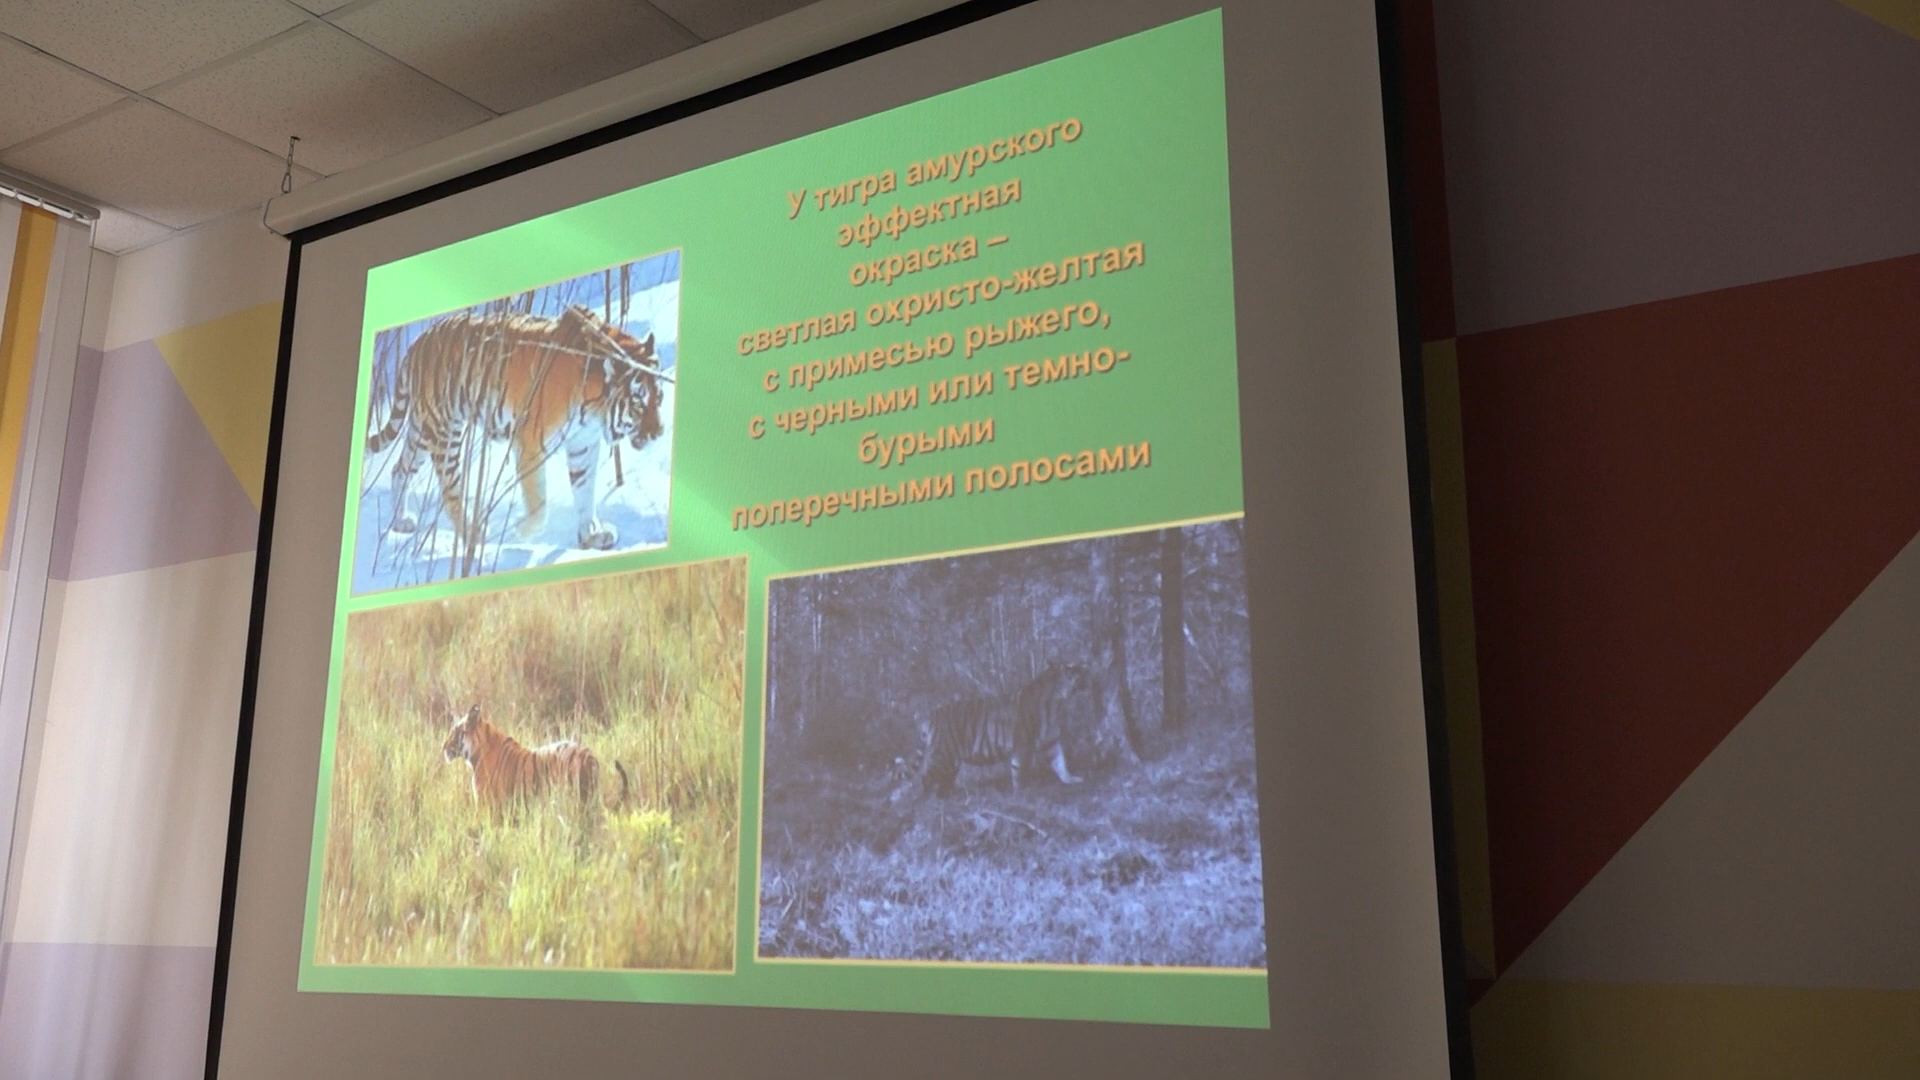 У тигра амурского
эффектная
окраска –
светлая охристо-желтая
с примесью рыжего,
с черными или темно-
бурыми
поперечными полосами